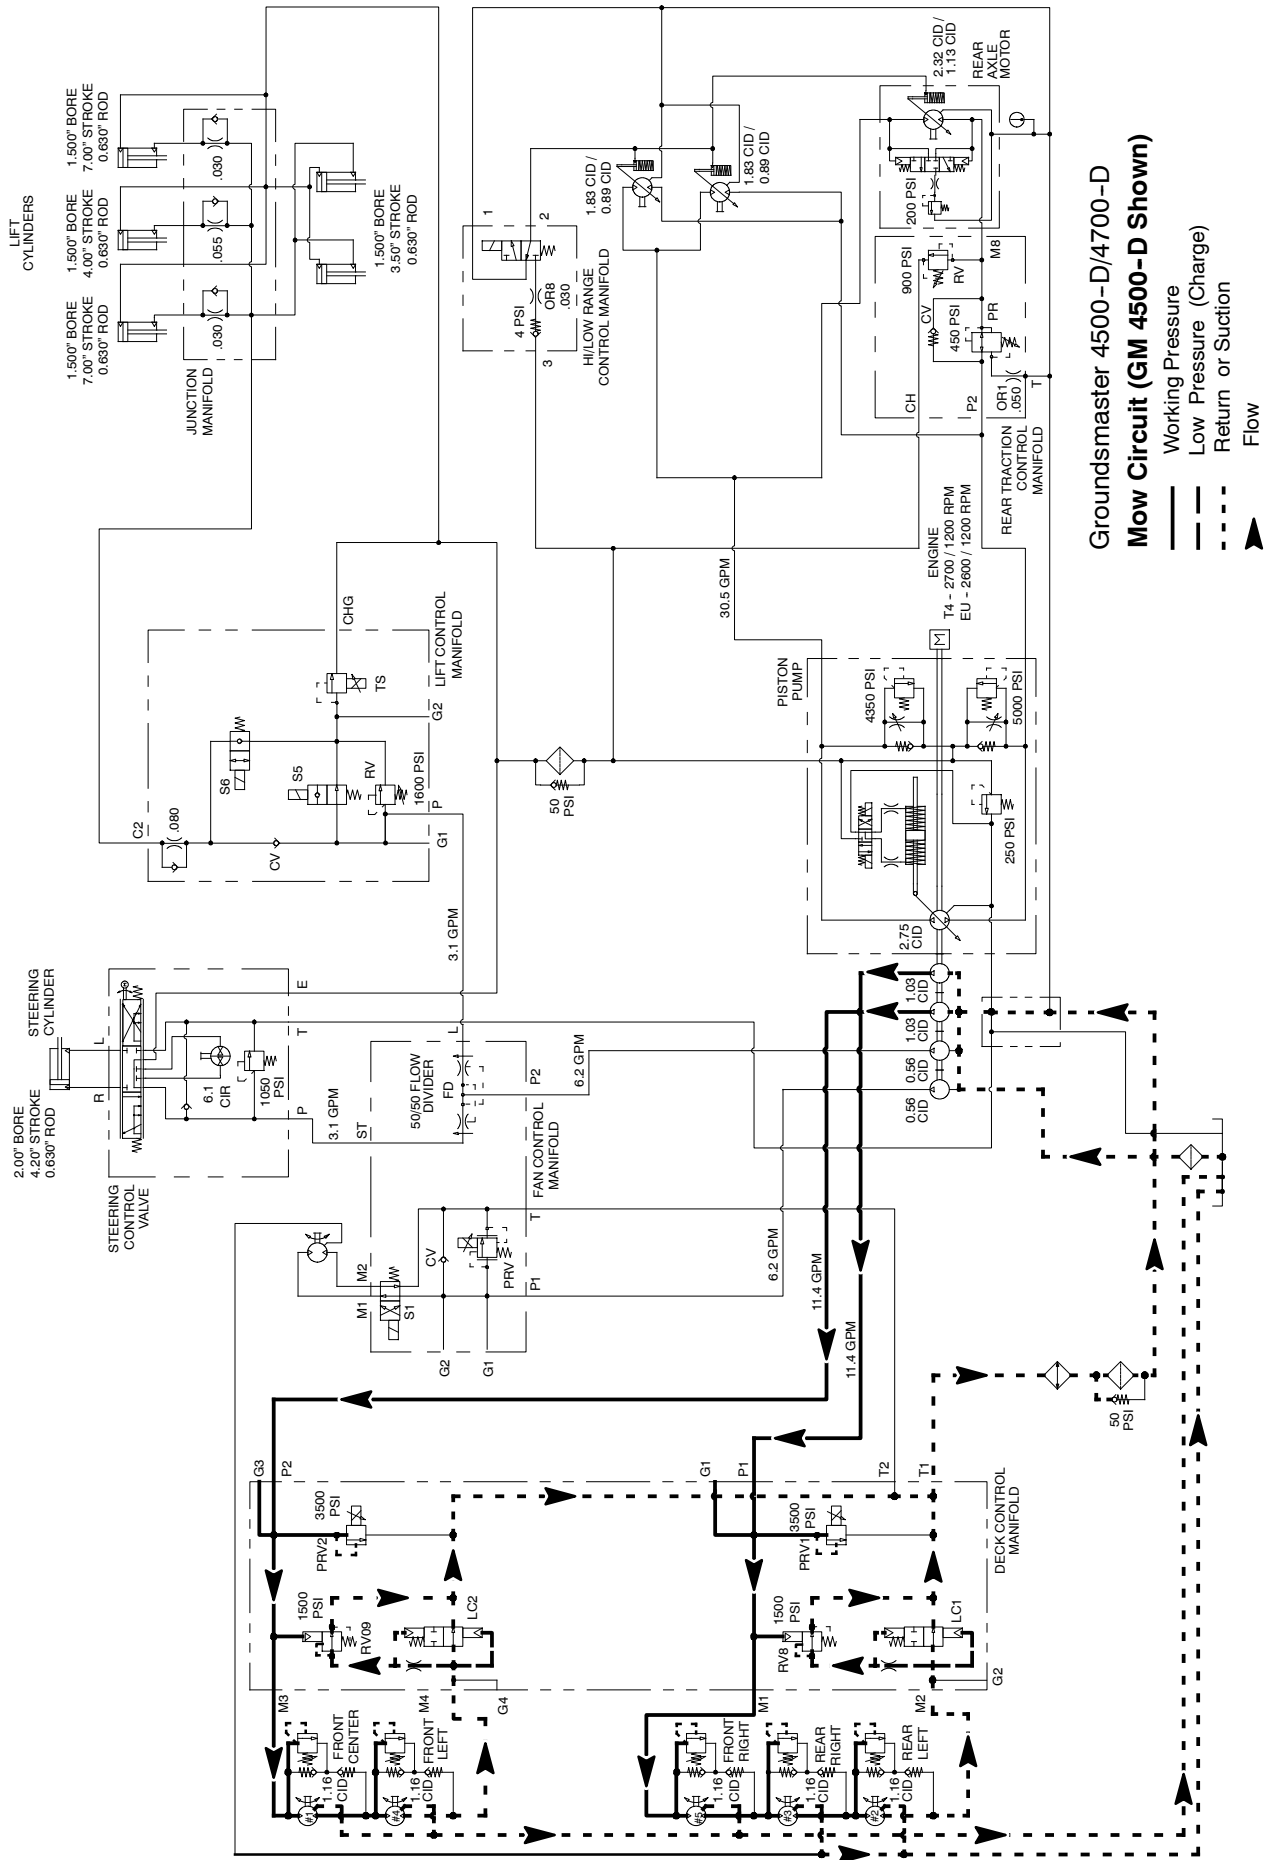 LIFT
CYLINDERS
1.500" BORE
7.00" STROKE
0.630" ROD
1.500" BORE
4.00" STROKE
0.630" ROD
1.500" BORE
7.00" STROKE
0.630" ROD
.030
.055
.030
JUNCTION
MANIFOLD
1.500" BORE
3.50" STROKE
0.630" ROD
2.00" BORE
4.20" STROKE
0.630" ROD
STEERING
CYLINDER
R
L
6.1
CIR
1050
PSI
P
T
E
STEERING
CONTROL
VALVE
C2
.080
CV
S6
S5
RV
1600 PSI
TS
G1
P
G2
CHG
LIFT CONTROL
MANIFOLD
3.1 GPM
3.1 GPM
ST
L
50/50 FLOW
DIVIDER
FD
P2
M1
M2
S1
CV
PRV
G2
G1
P1
T
FAN CONTROL
MANIFOLD
6.2 GPM
6.2 GPM
11.4 GPM
11.4 GPM
50
PSI
1
2
3
4 PSI
OR8
.030
HI/LOW RANGE
CONTROL MANIFOLD
1.83 CID /
0.89 CID
1.83 CID /
0.89 CID
2.32 CID /
1.13 CID
REAR
AXLE
MOTOR
200 PSI
900 PSI
RV
M8
CV
450 PSI
PR
CH
P2
OR1
.050
T
REAR TRACTION
CONTROL
MANIFOLD
30.5 GPM
ENGINE
T4 - 2700 / 1200 RPM
EU - 2600 / 1200 RPM
M
PISTON
PUMP
4350 PSI
5000 PSI
250 PSI
2.75
CID
1.03
CID
1.03
CID
0.56
CID
0.56
CID
G3
P2
3500
PSI
PRV2
1500
PSI
RV09
LC2
M3
M4
G4
G1
P1
3500
PSI
PRV1
1500
PSI
RV8
LC1
M1
M2
G2
T2
T1
DECK CONTROL
MANIFOLD
#1
1.16
CID
FRONT
CENTER
#4
1.16
CID
FRONT
LEFT
#5
1.16
CID
FRONT
RIGHT
#3
1.16
CID
REAR
RIGHT
#2
1.16
CID
REAR
LEFT
50
PSI
Groundsmaster 4500-D/4700-D
Mow Circuit (GM 4500-D Shown)
Working Pressure
Low Pressure (Charge)
Return or Suction
Flow